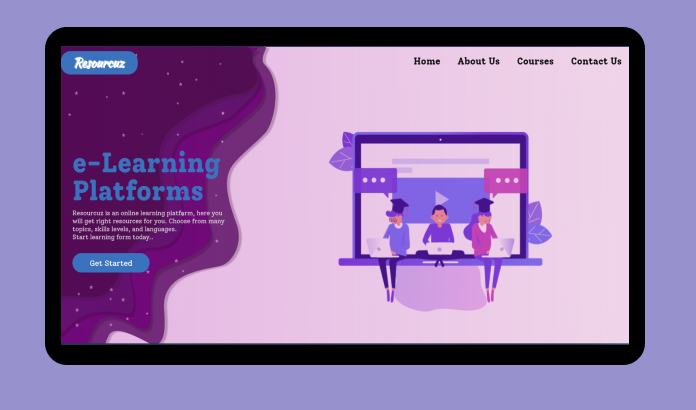 Resourcuz
Home About Us Courses Contact Us
e-Learning
Platforms
Resourcuz is an online learning platform, here you
will get right resources for you. Choose from many
topics, skills levels, and languages.
Start learning form today..
Get Started